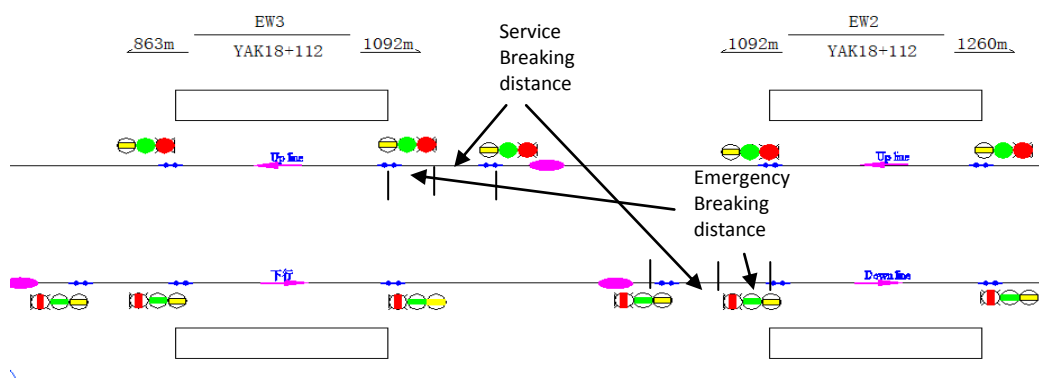 EW3
863m
YAK18+112
1092m
Service
Breaking
distance
EW2
1092m
YAK18+112
1260m
Up line
Up line
Emergency
Breaking
distance
下行
Down line